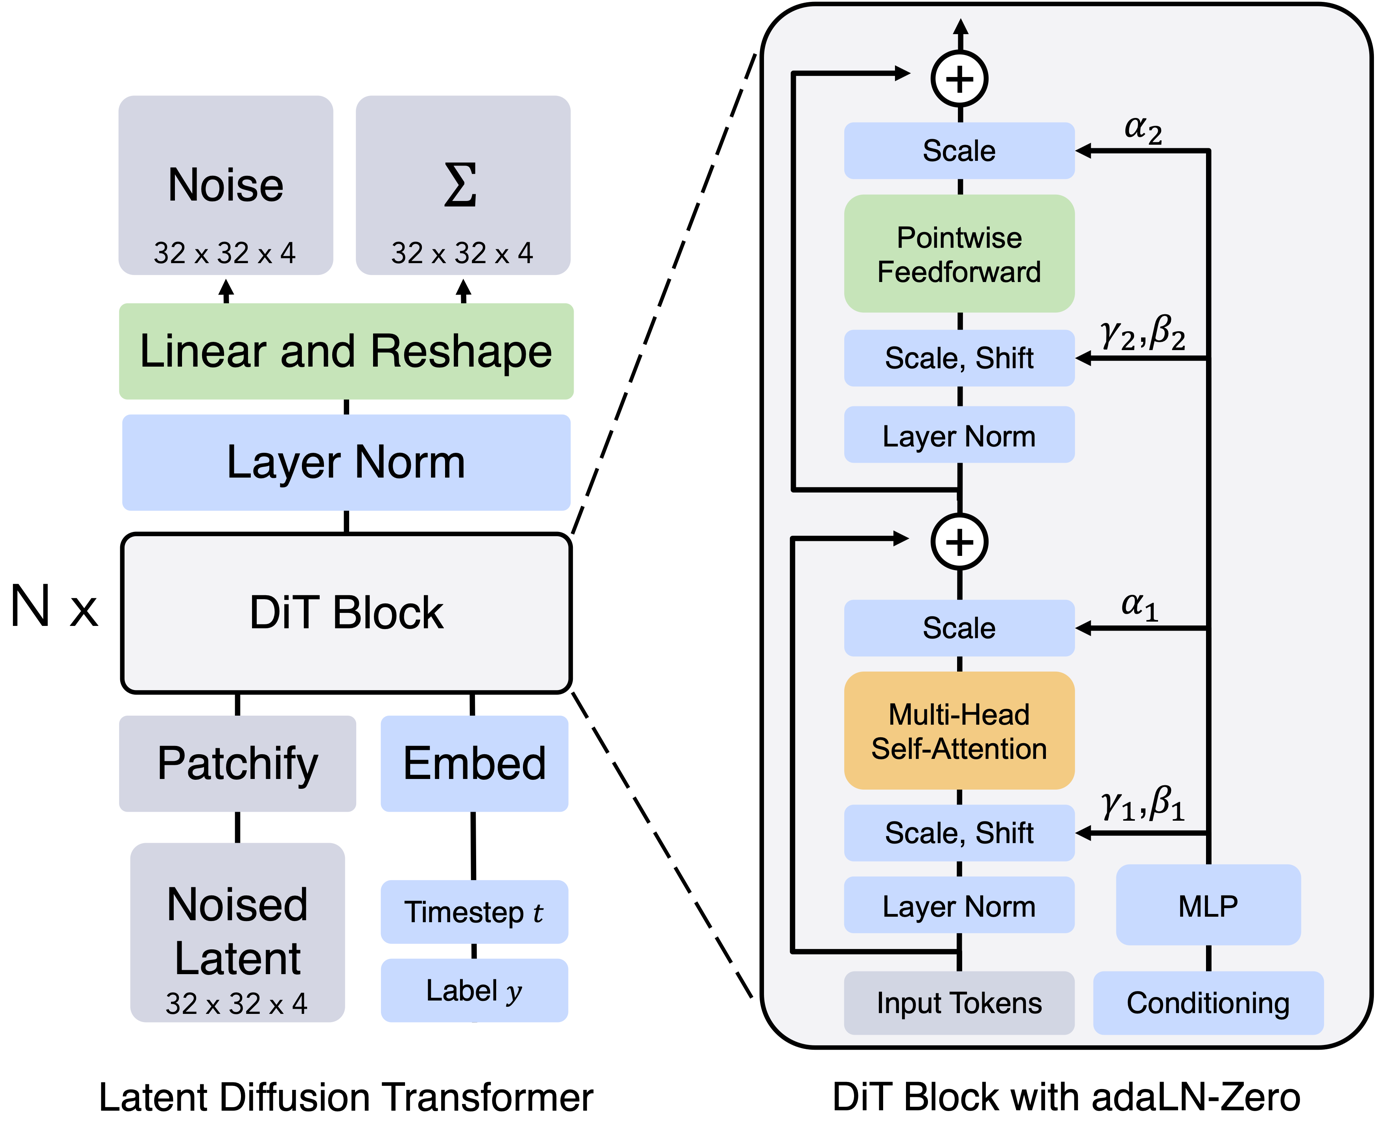 Noise
32 x 32 x 4
Σ
32 x 32 x 4
Linear and Reshape
Layer Norm
N x
DiT Block
Patchify
Embed
Noised
Latent
32 x 32 x 4
Timestep t
Label y
Latent Diffusion Transformer
+
Scale
α₂
Pointwise
Feedforward
Scale, Shift
γ₂,β₂
Layer Norm
+
Scale
α₁
Multi-Head
Self-Attention
Scale, Shift
γ₁,β₁
Layer Norm
MLP
Input Tokens
Conditioning
DiT Block with adaLN-Zero